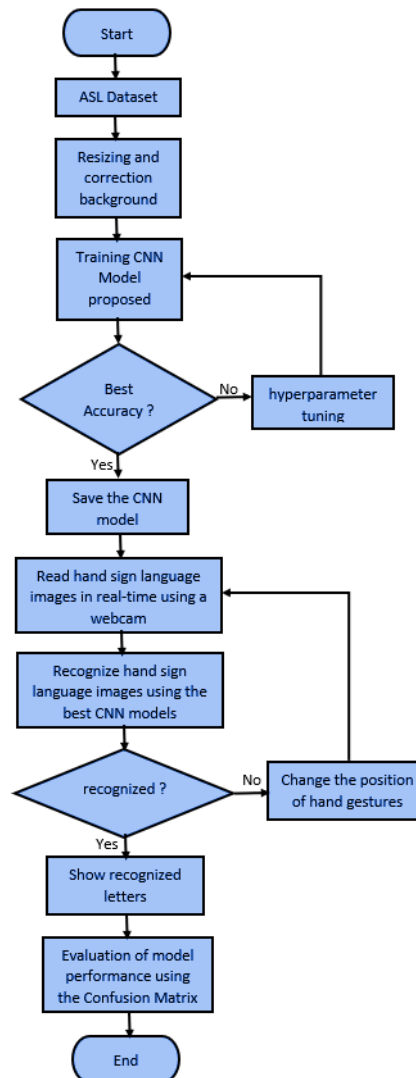 Start
ASL Dataset
Resizing and
correction
background
Training CNN
Model
proposed
Best
Accuracy ?
No
hyperparameter
tuning
Yes
Save the CNN
model
Read hand sign language
images in real-time using a
webcam
Recognize hand sign
language images using the
best CNN models
recognized ?
No
Change the position
of hand gestures
Yes
Show recognized
letters
Evaluation of model
performance using
the Confusion Matrix
End